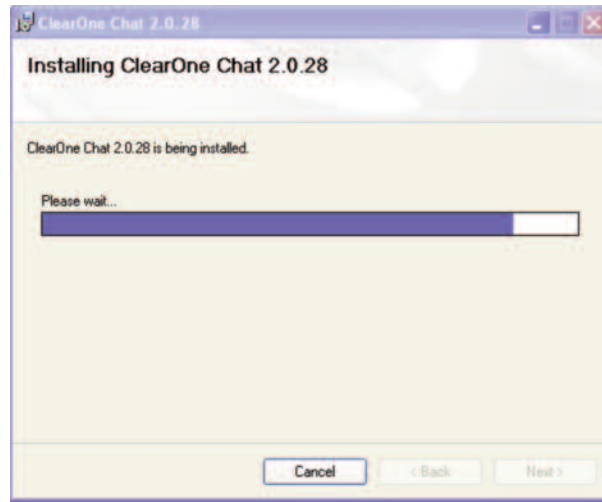 ClearOne Chat 2.0.28
Installing ClearOne Chat 2.0.28
ClearOne Chat 2.0.28 is being installed.
Please wait...
Cancel
< Back
Next >